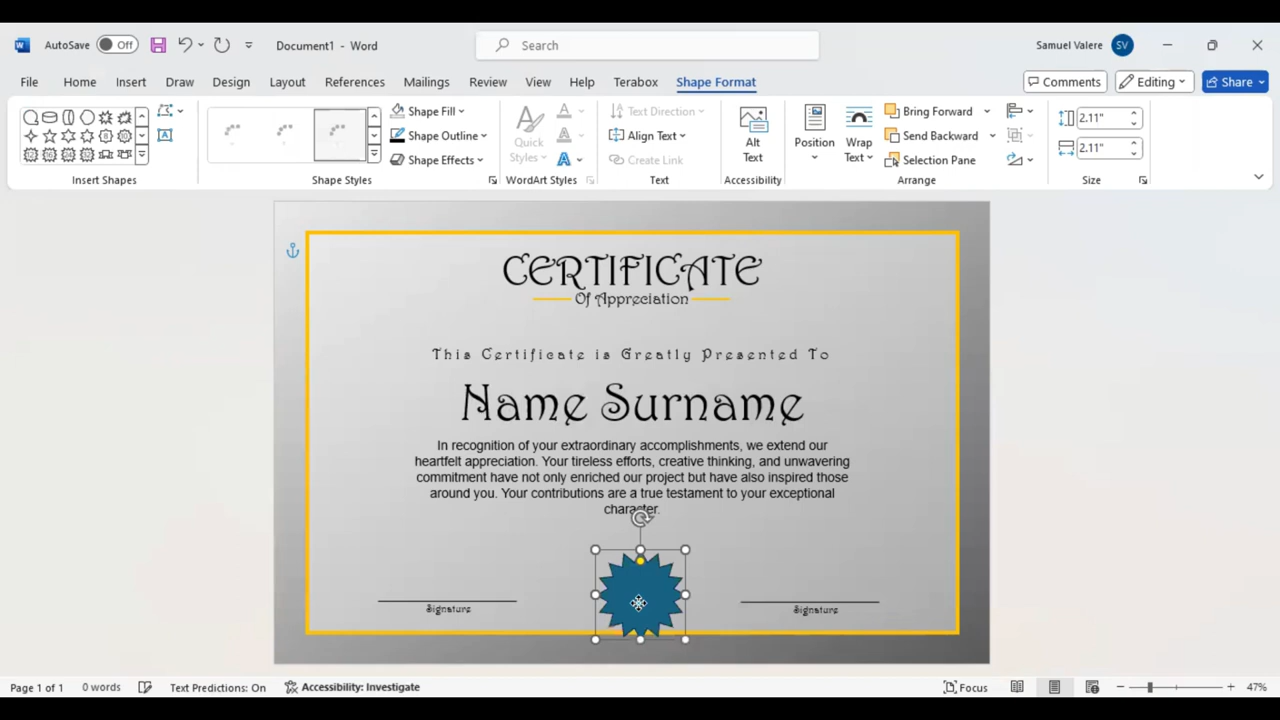 AutoSave Off Document1 - Word Search Samuel Valere SV
File Home Insert Draw Design Layout References Mailings Review View Help Terabox Shape Format Comments Editing Share
Shape Fill Text Direction Bring Forward 2.11"
Shape Outline Align Text Send Backward
Shape Effects Create Link Selection Pane 2.11"
Quick Styles Alt Text Position Wrap Text
Insert Shapes Shape Styles WordArt Styles Text Accessibility Arrange Size
CERTIFICATE
Of Appreciation
This Certificate is Greatly Presented To
Name Surname
In recognition of your extraordinary accomplishments, we extend our
heartfelt appreciation. Your tireless efforts, creative thinking, and unwavering
commitment have not only enriched our project but have also inspired those
around you. Your contributions are a true testament to your exceptional
character.
Signature Signature
Page 1 of 1 0 words Text Predictions: On Accessibility: Investigate Focus 47%